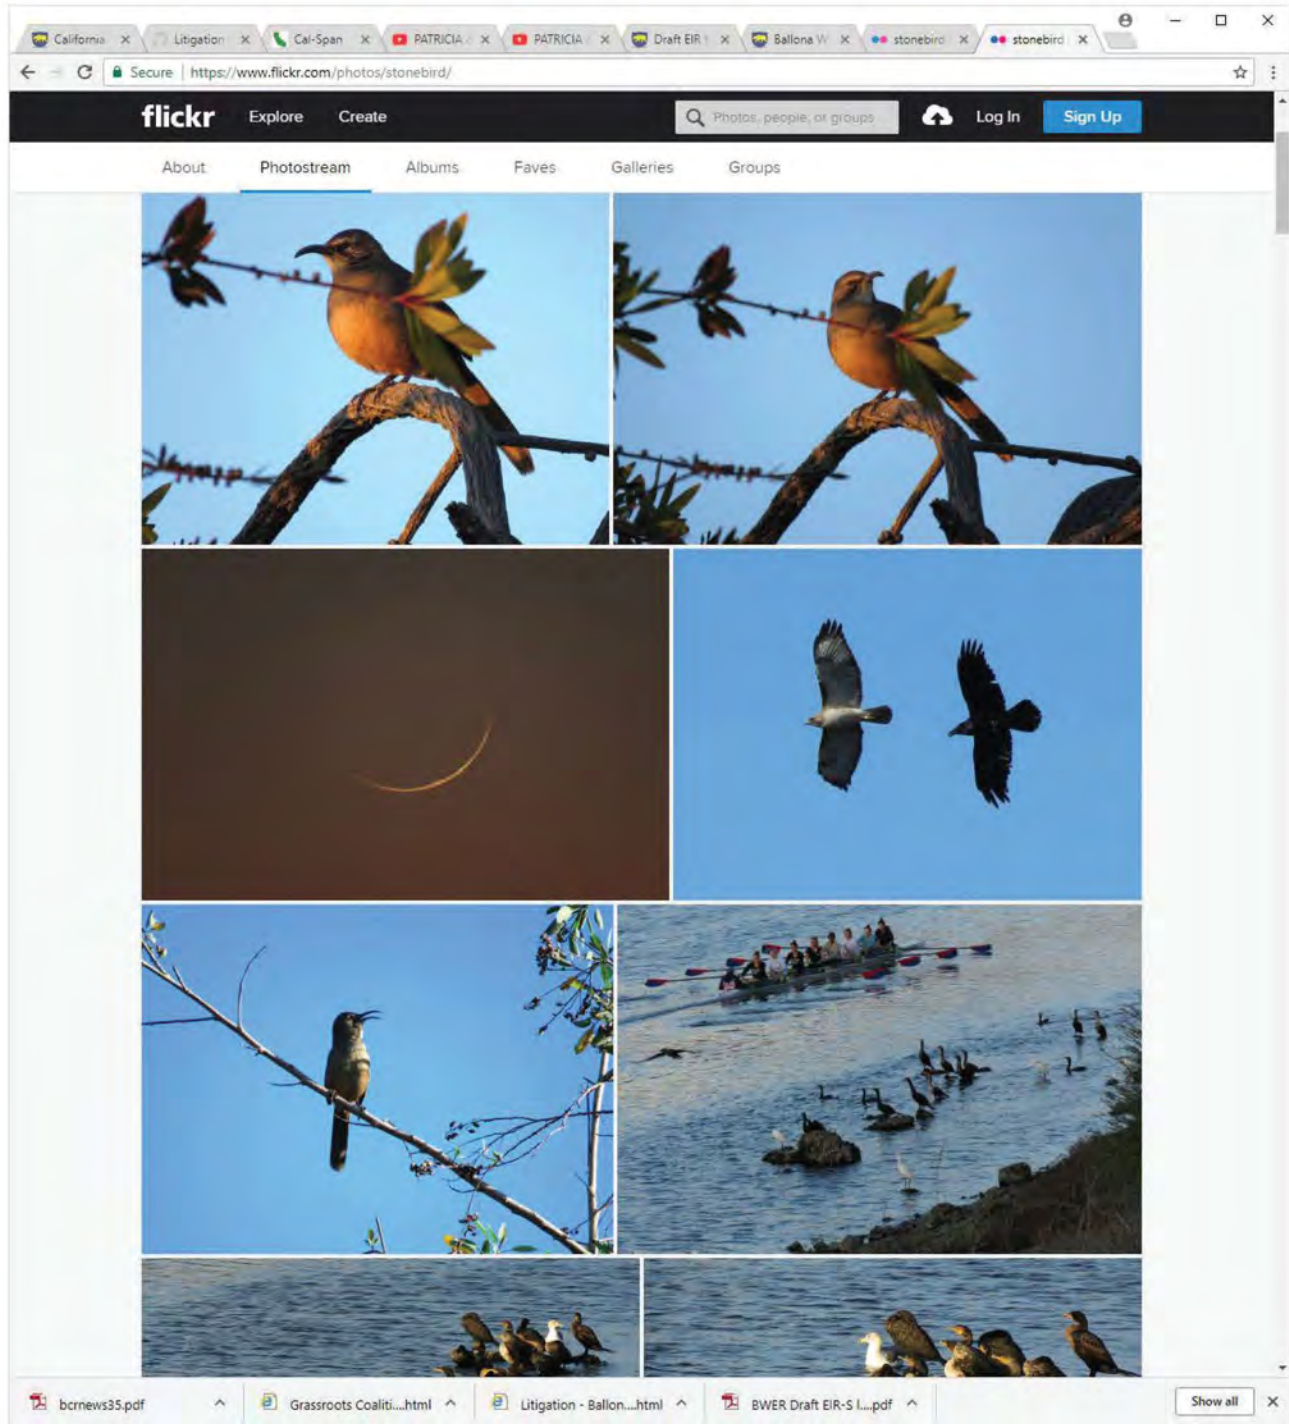 California
Litigation
Cal-Span
PATRICIA
PATRICIA
Draft EIR
Ballona W
stonebird
stonebird
Secure https://www.flickr.com/photos/stonebird/
flickr Explore Create Photos, people, or groups Log In Sign Up
About Photostream Albums Faves Galleries Groups
bcrnews35.pdf
Grassroots Coaliti....html
Litigation - Ballon....html
BWER Draft EIR-S I....pdf
Show all